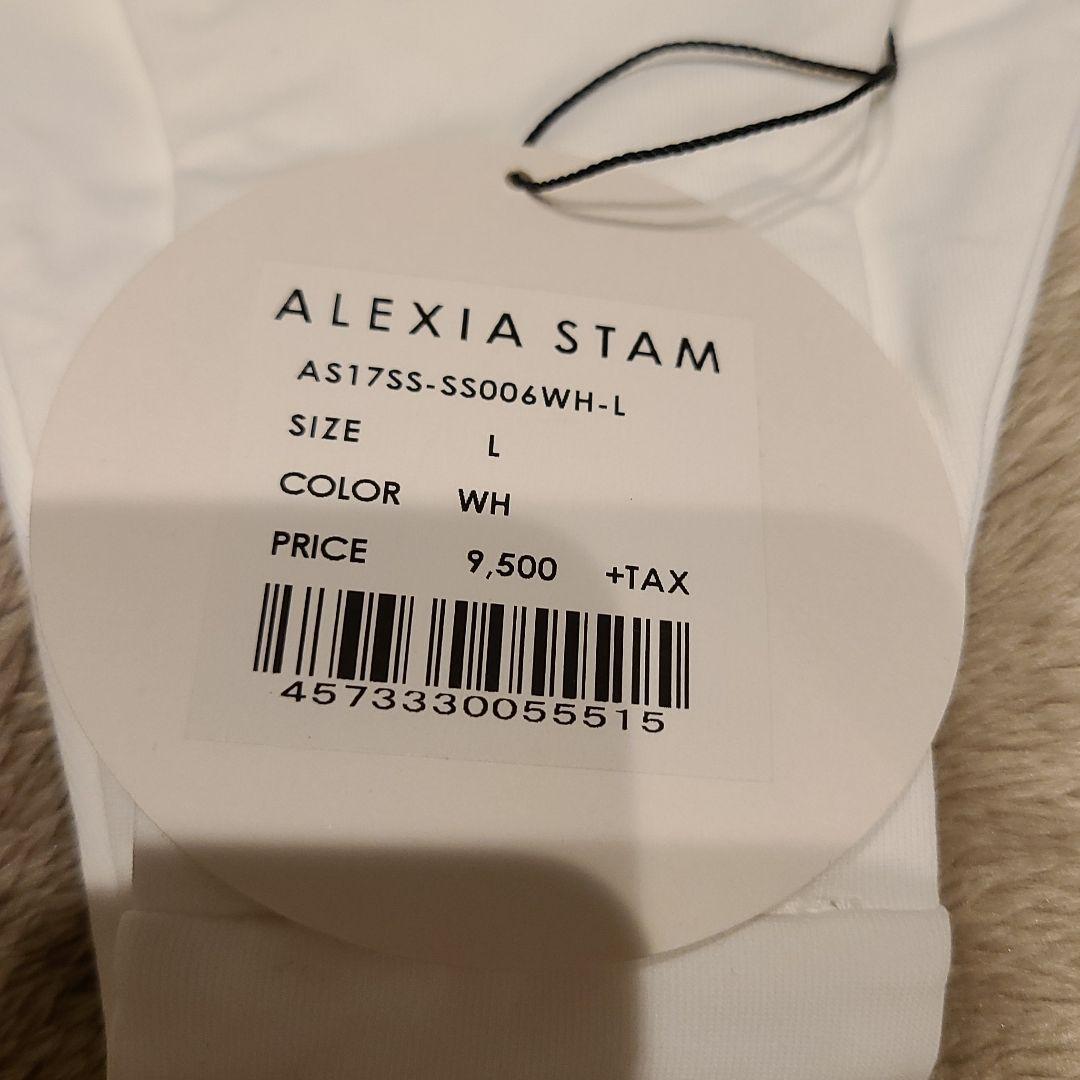 ALEXIA STAM
AS17SS-SS006WH-L
SIZE L
COLOR WH
PRICE 9,500 +TAX
4573330055515